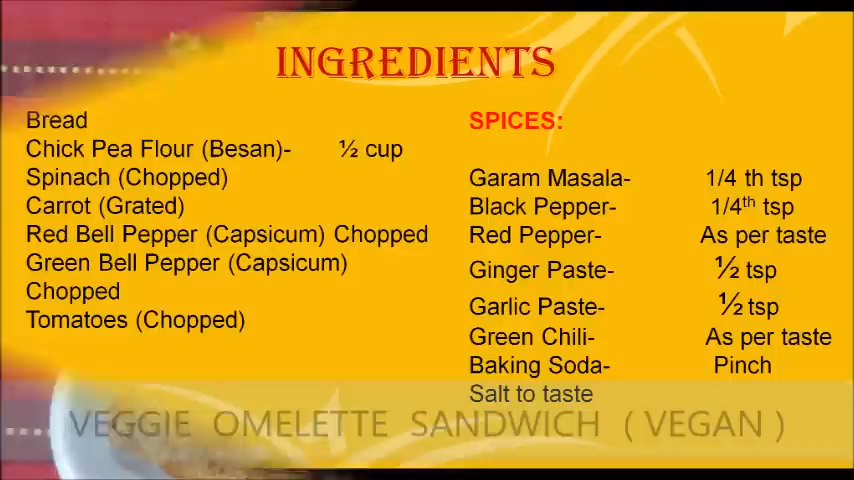 INGREDIENTS
Bread
Chick Pea Flour (Besan)- ½ cup
Spinach (Chopped)
Carrot (Grated)
Red Bell Pepper (Capsicum) Chopped
Green Bell Pepper (Capsicum)
Chopped
Tomatoes (Chopped)
SPICES:
Garam Masala- 1/4 th tsp
Black Pepper- 1/4th tsp
Red Pepper- As per taste
Ginger Paste- ½ tsp
Garlic Paste- ½ tsp
Green Chili- As per taste
Baking Soda- Pinch
Salt to taste
VEGGIE OMELETTE SANDWICH ( VEGAN )